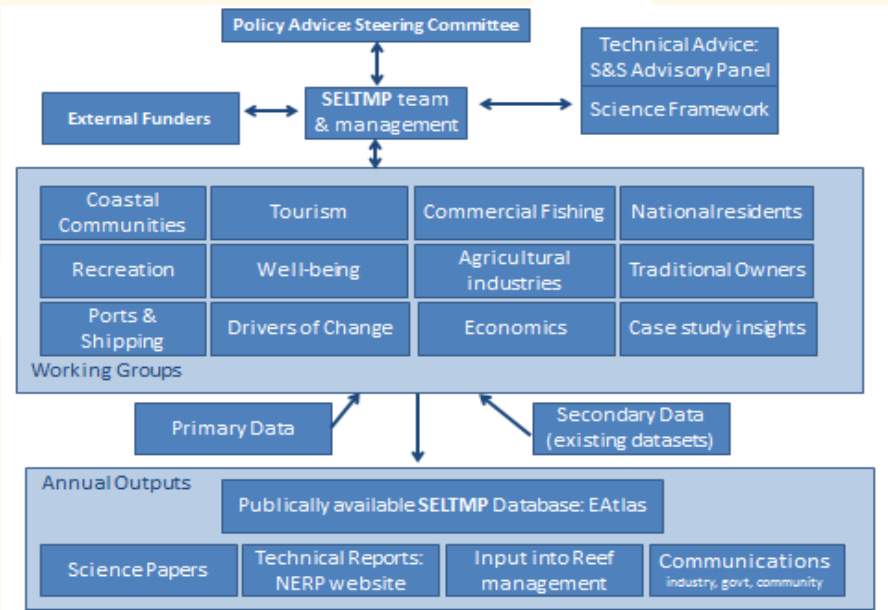 Policy Advice: Steering Committee
Technical Advice:
S&S Advisory Panel
Science Framework
External Funders
SELTMP team
& management
Coastal
Communities
Tourism
Commercial Fishing
National residents
Recreation
Well-being
Agricultural
industries
Traditional Owners
Ports &
Shipping
Drivers of Change
Economics
Case study insights
Working Groups
Primary Data
Secondary Data
(existing datasets)
Annual Outputs
Publically available SELTMP Database: EAtlas
Science Papers
Technical Reports:
NERP website
Input into Reef
management
Communications
industry, govt, community